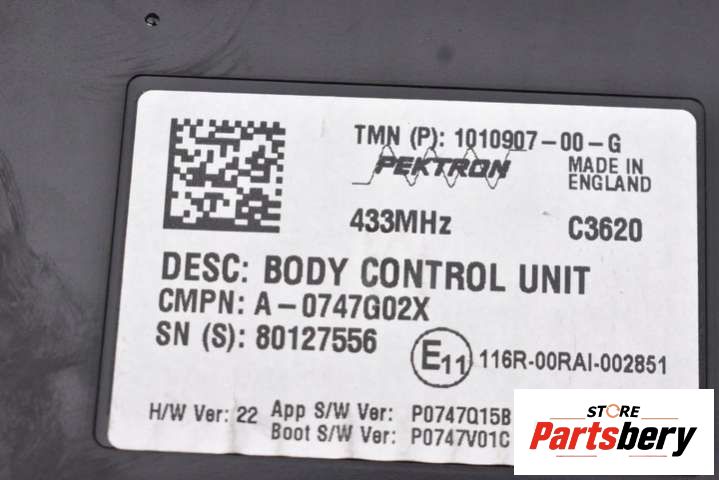 TMN (P): 1010907-00-G
PEKTRON
MADE IN
ENGLAND
433MHz
C3620
DESC: BODY CONTROL UNIT
CMPN: A-0747G02X
SN (S): 80127556
E11
116R-00RAI-002851
H/W Ver: 22
App S/W Ver: P0747Q15B
Boot S/W Ver: P0747V01C
STORE
Partsbery